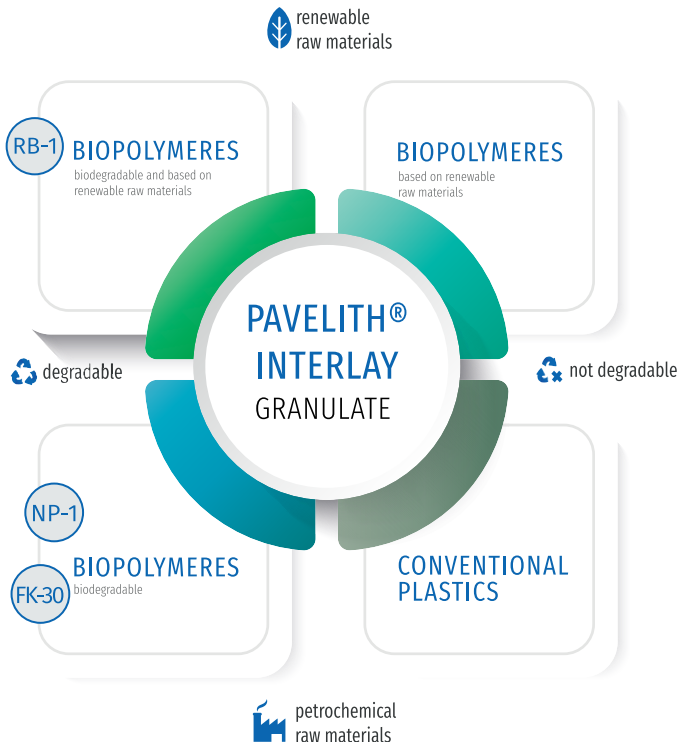 renewable
raw materials
RB-1
BIOPOLYMERES
biodegradable and based on
renewable raw materials
BIOPOLYMERES
based on renewable
raw materials
PAVELITH®
INTERLAY
GRANULATE
degradable
not degradable
NP-1
BIOPOLYMERES
biodegradable
FK-30
CONVENTIONAL
PLASTICS
petrochemical
raw materials